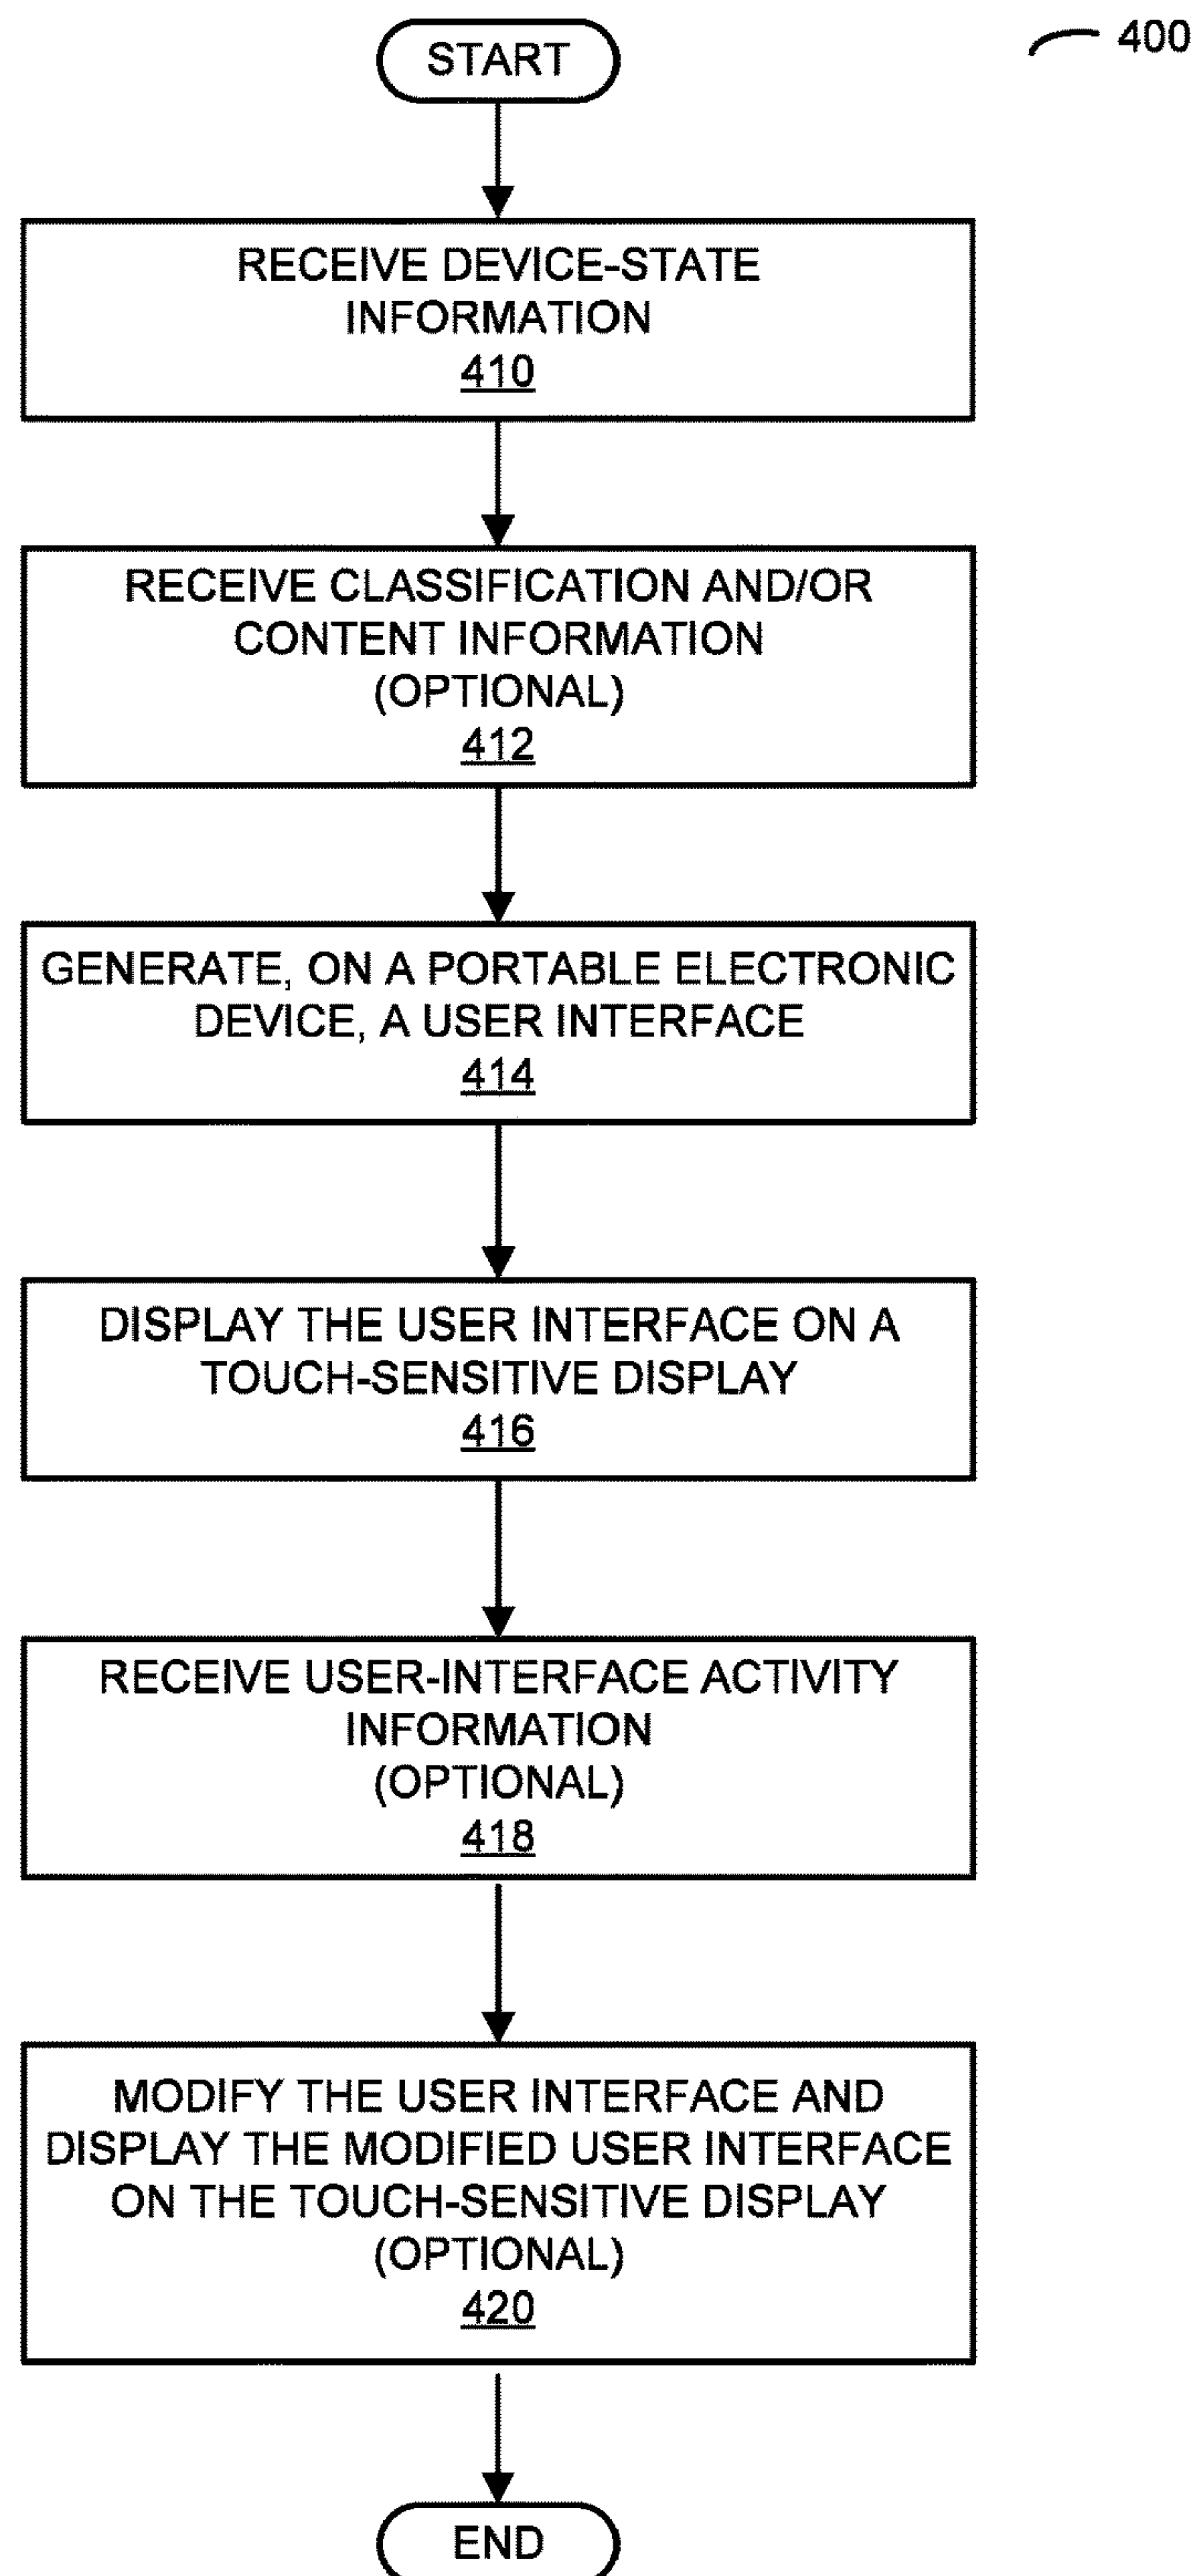 START
400
RECEIVE DEVICE-STATE
INFORMATION
410
RECEIVE CLASSIFICATION AND/OR
CONTENT INFORMATION
(OPTIONAL)
412
GENERATE, ON A PORTABLE ELECTRONIC
DEVICE, A USER INTERFACE
414
DISPLAY THE USER INTERFACE ON A
TOUCH-SENSITIVE DISPLAY
416
RECEIVE USER-INTERFACE ACTIVITY
INFORMATION
(OPTIONAL)
418
MODIFY THE USER INTERFACE AND
DISPLAY THE MODIFIED USER INTERFACE
ON THE TOUCH-SENSITIVE DISPLAY
(OPTIONAL)
420
END